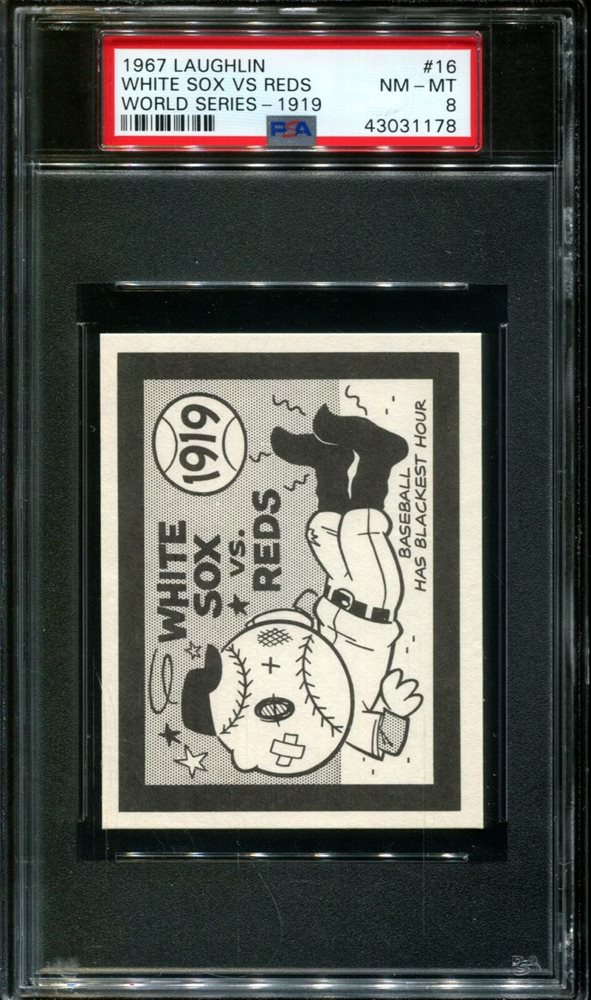 1967 LAUGHLIN #16
WHITE SOX VS REDS NM – MT
WORLD SERIES – 1919 8
PSA 43031178
1919
WHITE
SOX
vs.
REDS
BASEBALL
HAS BLACKEST HOUR
PSA